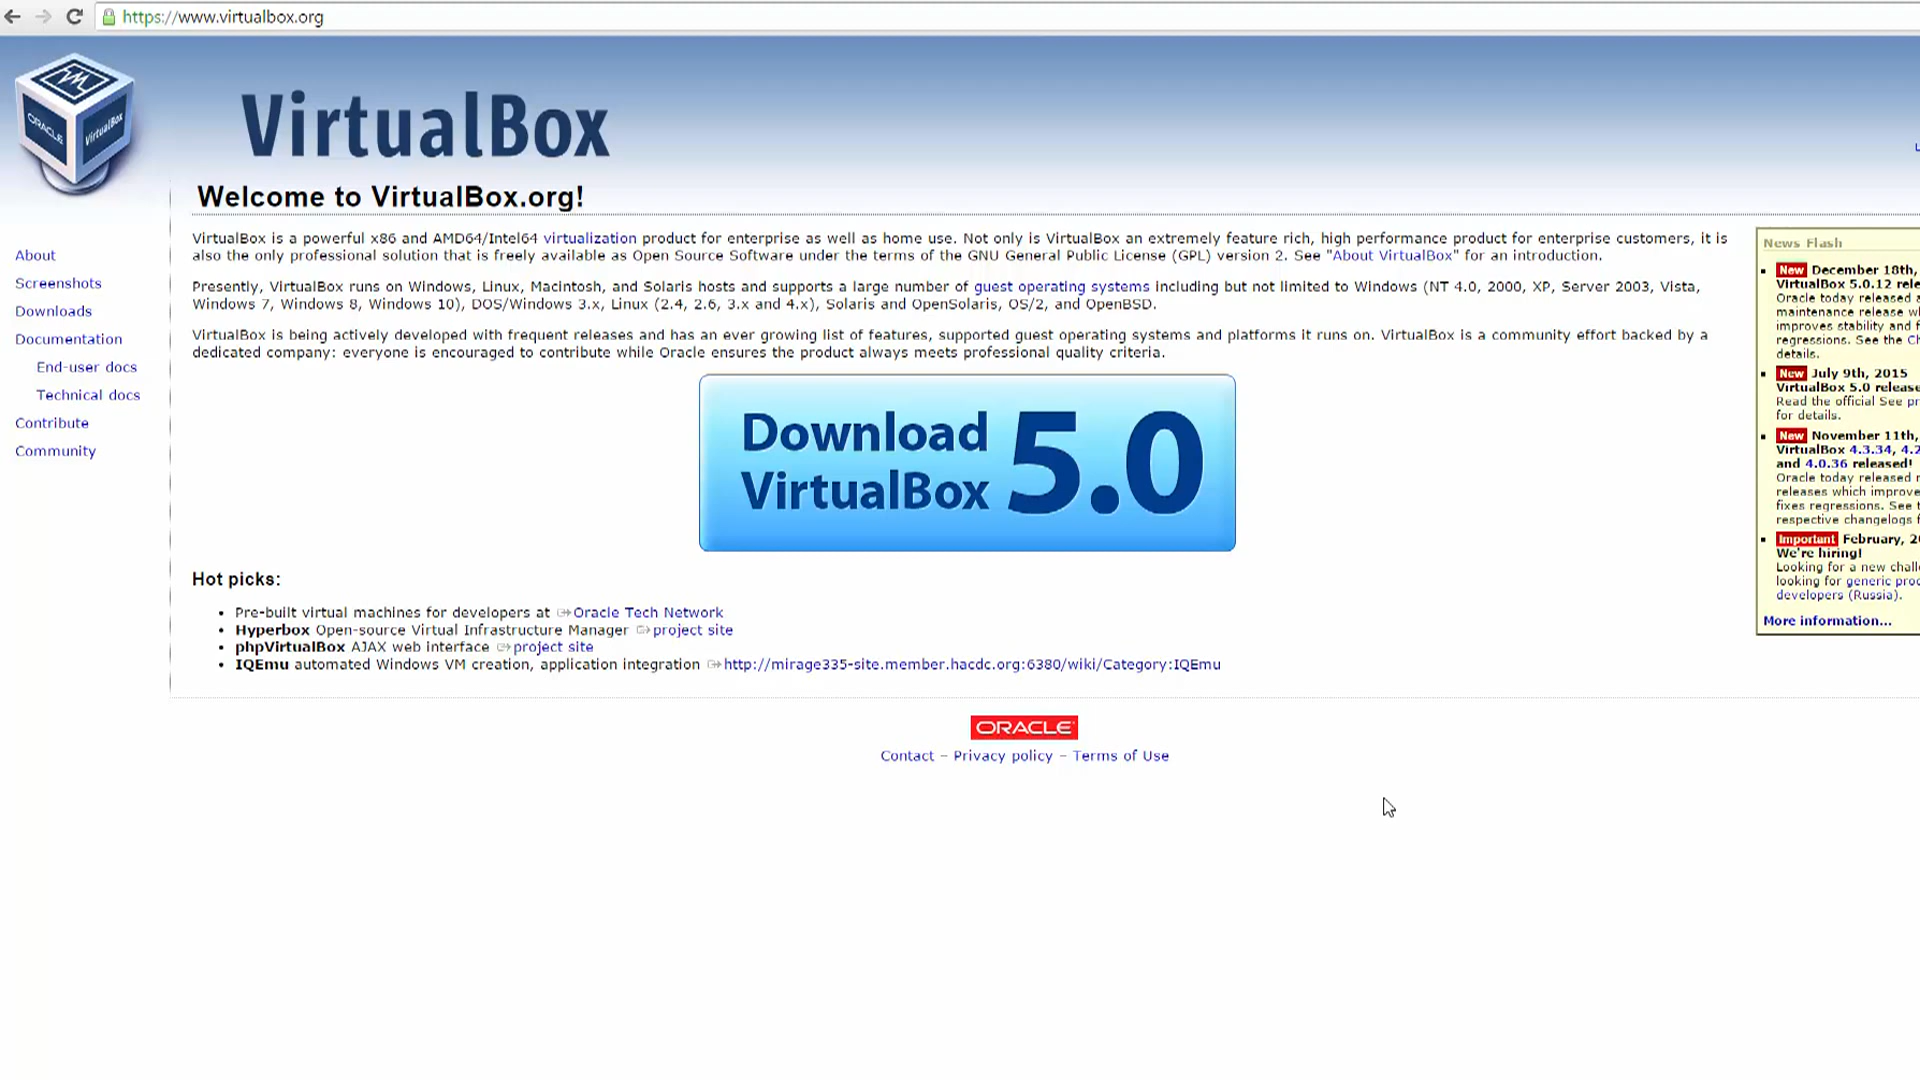 https://www.virtualbox.org
ORACLE
VirtualBox
VirtualBox
Welcome to VirtualBox.org!
About
Screenshots
Downloads
Documentation
End-user docs
Technical docs
Contribute
Community
VirtualBox is a powerful x86 and AMD64/Intel64 virtualization product for enterprise as well as home use. Not only is VirtualBox an extremely feature rich, high performance product for enterprise customers, it is
also the only professional solution that is freely available as Open Source Software under the terms of the GNU General Public License (GPL) version 2. See "About VirtualBox" for an introduction.
Presently, VirtualBox runs on Windows, Linux, Macintosh, and Solaris hosts and supports a large number of guest operating systems including but not limited to Windows (NT 4.0, 2000, XP, Server 2003, Vista,
Windows 7, Windows 8, Windows 10), DOS/Windows 3.x, Linux (2.4, 2.6, 3.x and 4.x), Solaris and OpenSolaris, OS/2, and OpenBSD.
VirtualBox is being actively developed with frequent releases and has an ever growing list of features, supported guest operating systems and platforms it runs on. VirtualBox is a community effort backed by a
dedicated company: everyone is encouraged to contribute while Oracle ensures the product always meets professional quality criteria.
Download
VirtualBox 5.0
Hot picks:
• Pre-built virtual machines for developers at Oracle Tech Network
• Hyperbox Open-source Virtual Infrastructure Manager project site
• phpVirtualBox AJAX web interface project site
• IQEmu automated Windows VM creation, application integration http://mirage335-site.member.hacdc.org:6380/wiki/Category:IQEmu
News Flash
New December 18th,
VirtualBox 5.0.12 rele
Oracle today released a
maintenance release wh
improves stability and f
regressions. See the Ch
details.
New July 9th, 2015
VirtualBox 5.0 release
Read the official See pr
for details.
New November 11th,
VirtualBox 4.3.34, 4.2
and 4.0.36 released!
Oracle today released
releases which improve
fixes regressions. See t
respective changelogs f
Important February, 20
We're hiring!
Looking for a new chall
looking for generic prod
developers (Russia).
More information...
ORACLE
Contact – Privacy policy – Terms of Use